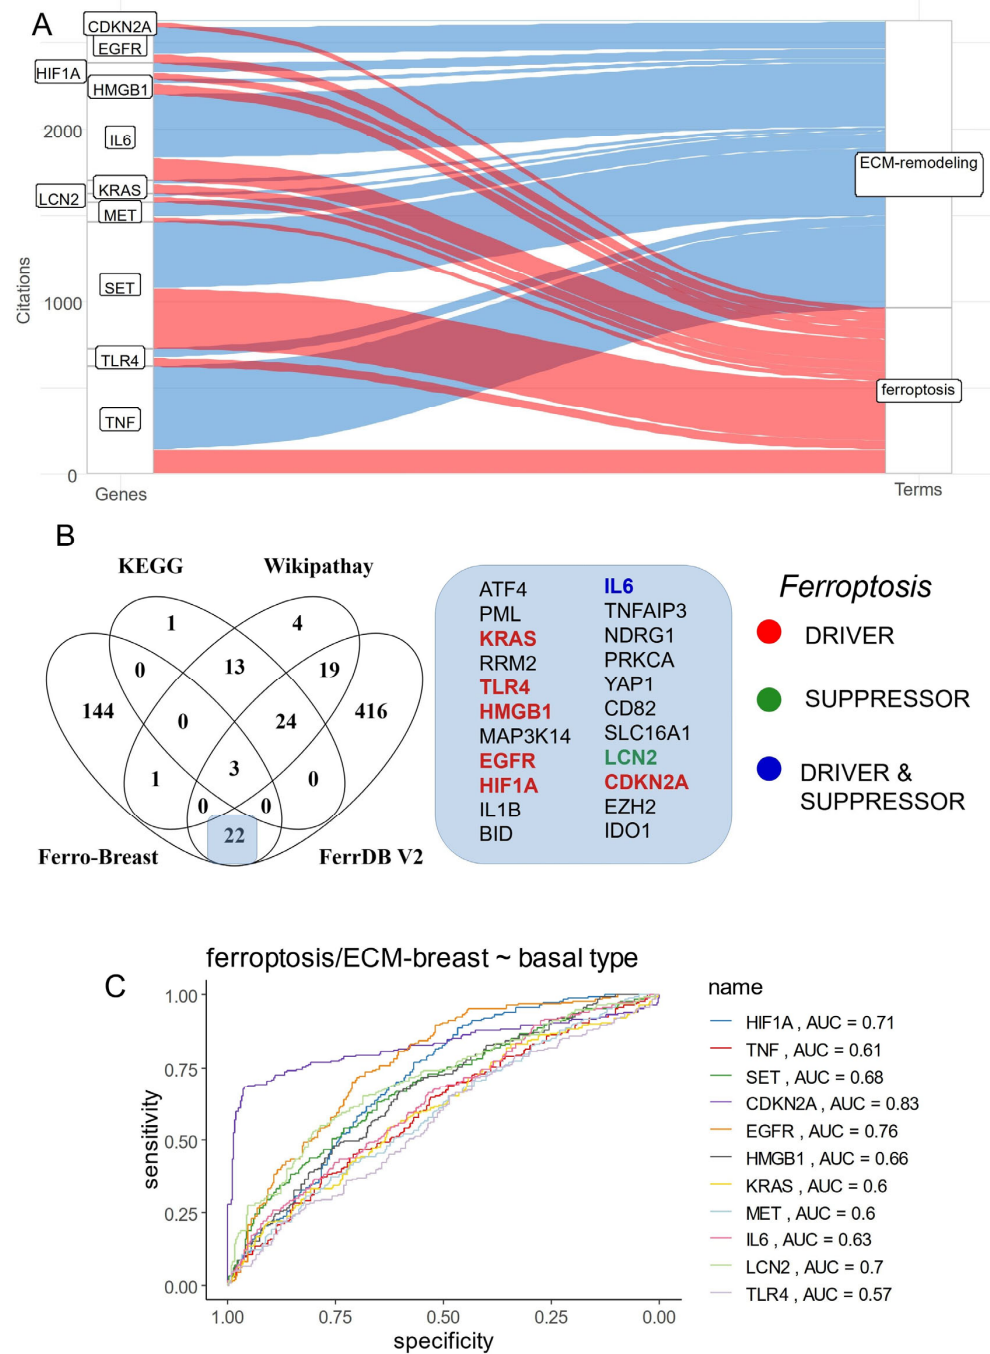 A
CDKN2A
EGFR
HIF1A
HMGB1
2000
IL6
ECM-remodeling
KRAS
LCN2
MET
Citations
SET
1000
TLR4
ferroptosis
TNF
0
Genes
Terms
B
KEGG
Wikipathay
1
4
0
13
19
144
0
24
416
1
3
0
0
0
22
Ferro-Breast
FerrDB V2
ATF4
PML
KRAS
RRM2
TLR4
HMGB1
MAP3K14
EGFR
HIF1A
IL1B
BID
IL6
TNFAIP3
NDRG1
PRKCA
YAP1
CD82
SLC16A1
LCN2
CDKN2A
EZH2
IDO1
Ferroptosis
DRIVER
SUPPRESSOR
DRIVER &
SUPPRESSOR
C
ferroptosis/ECM-breast ~ basal type
1.00
0.75
0.50
0.25
0.00
sensitivity
1.00
0.75
0.50
0.25
0.00
specificity
name
HIF1A , AUC = 0.71
TNF , AUC = 0.61
SET , AUC = 0.68
CDKN2A , AUC = 0.83
EGFR , AUC = 0.76
HMGB1 , AUC = 0.66
KRAS , AUC = 0.6
MET , AUC = 0.6
IL6 , AUC = 0.63
LCN2 , AUC = 0.7
TLR4 , AUC = 0.57